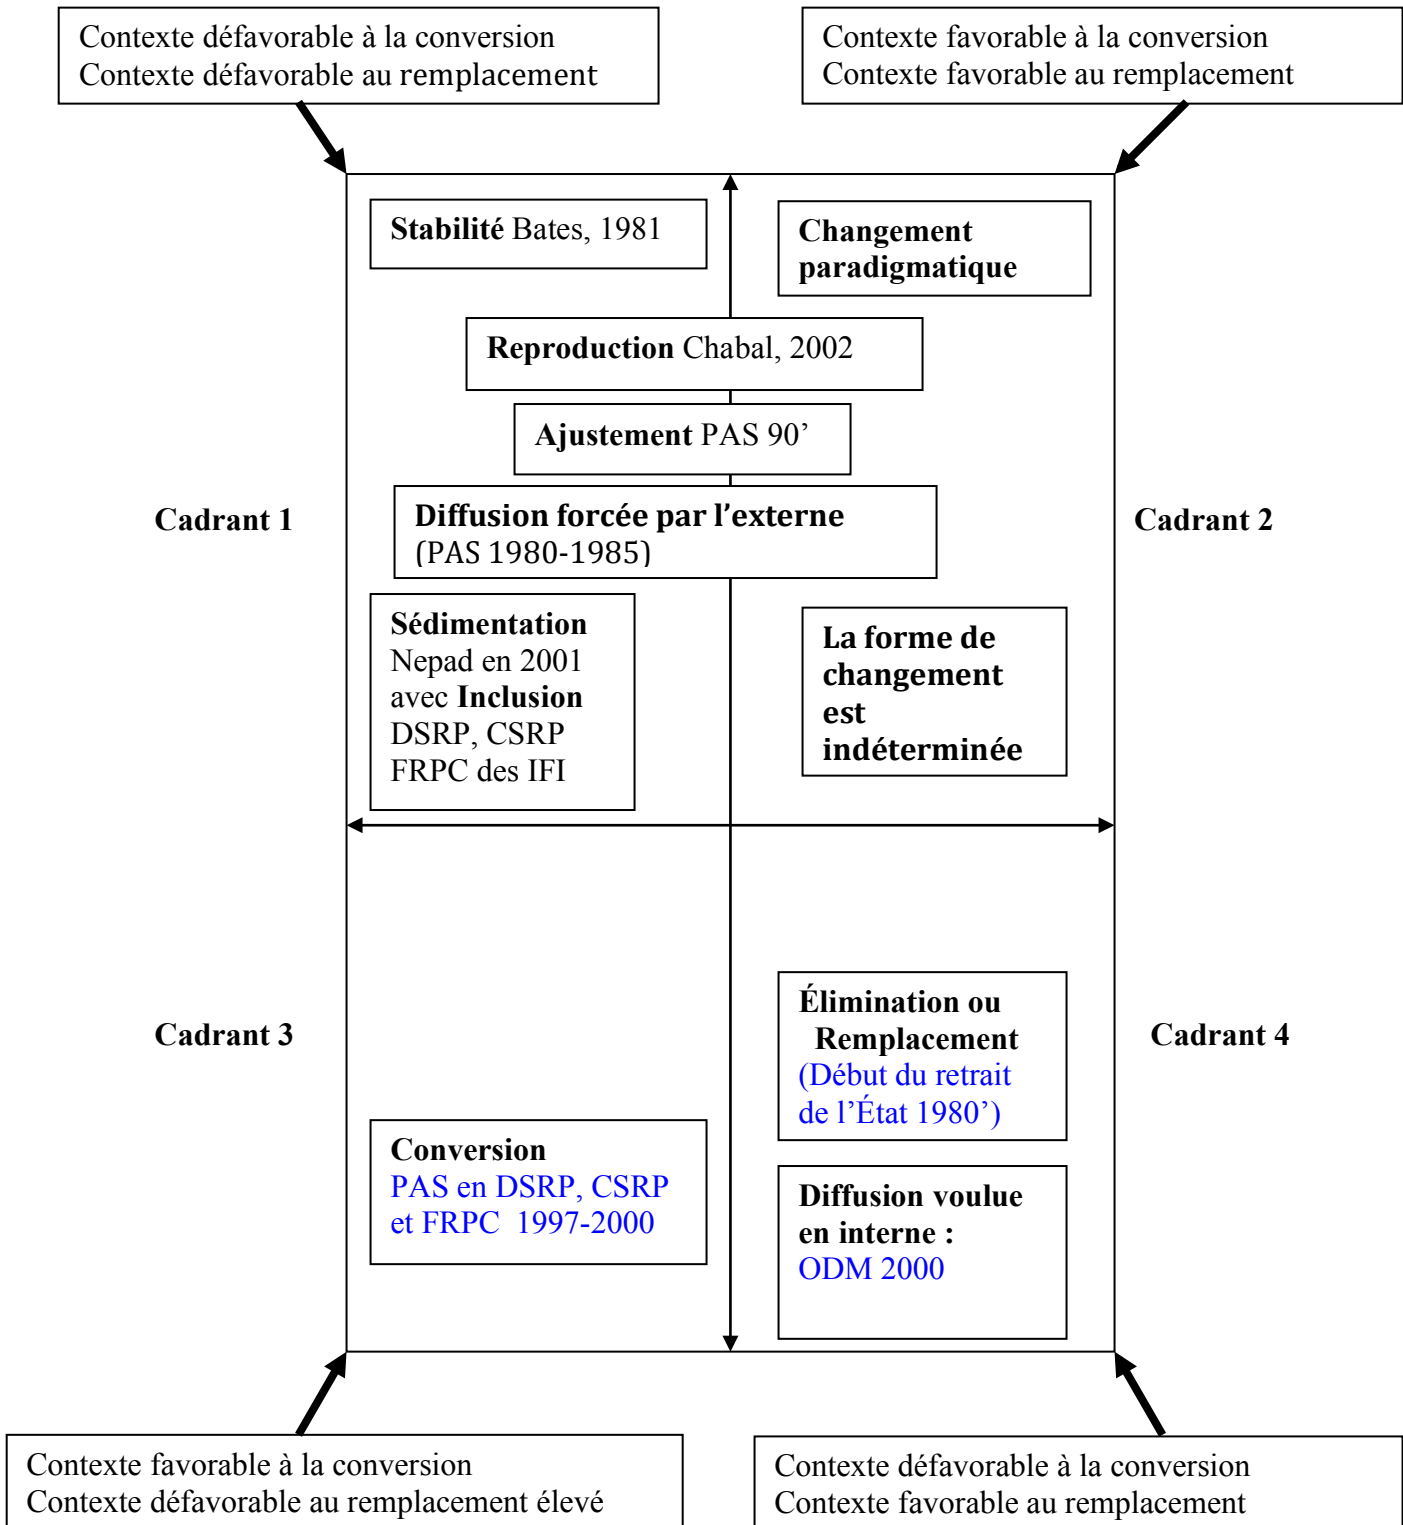 Contexte défavorable à la conversion
Contexte défavorable au remplacement
Contexte favorable à la conversion
Contexte favorable au remplacement
Stabilité Bates, 1981
Changement
paradigmatique
Reproduction Chabal, 2002
Ajustement PAS 90’
Cadrant 1
Diffusion forcée par l’externe
(PAS 1980-1985)
Cadrant 2
Sédimentation
Nepad en 2001
avec Inclusion
DSRP, CSRP
FRPC des IFI
La forme de
changement
est
indéterminée
Cadrant 3
Élimination ou
Remplacement
(Début du retrait
de l’État 1980’)
Cadrant 4
Conversion
PAS en DSRP, CSRP
et FRPC 1997-2000
Diffusion voulue
en interne :
ODM 2000
Contexte favorable à la conversion
Contexte défavorable au remplacement élevé
Contexte défavorable à la conversion
Contexte favorable au remplacement